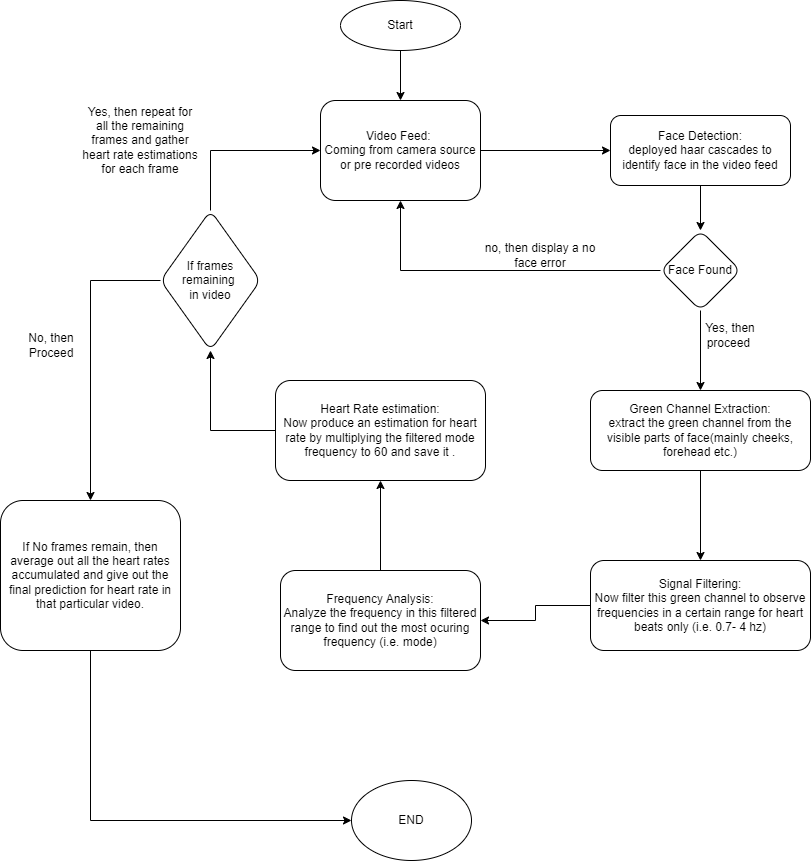 Start
Video Feed:
Coming from camera source
or pre recorded videos
Face Detection:
deployed haar cascades to
identify face in the video feed
Face Found
no, then display a no
face error
Yes, then
proceed
Green Channel Extraction:
extract the green channel from the
visible parts of face(mainly cheeks,
forehead etc.)
Signal Filtering:
Now filter this green channel to observe
frequencies in a certain range for heart
beats only (i.e. 0.7- 4 hz)
Frequency Analysis:
Analyze the frequency in this filtered
range to find out the most ocuring
frequency (i.e. mode)
Heart Rate estimation:
Now produce an estimation for heart
rate by multiplying the filtered mode
frequency to 60 and save it .
If frames
remaining
in video
Yes, then repeat for
all the remaining
frames and gather
heart rate estimations
for each frame
No, then
Proceed
If No frames remain, then
average out all the heart rates
accumulated and give out the
final prediction for heart rate in
that particular video.
END